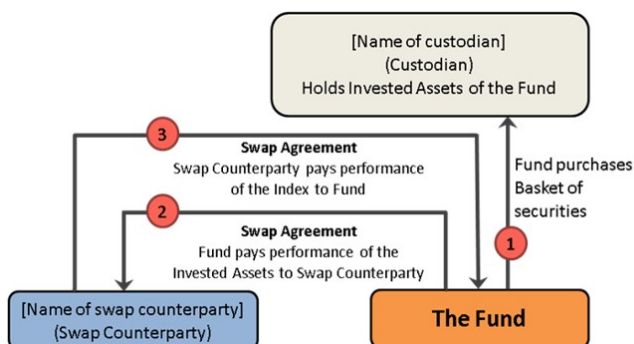 [Name of custodian]
(Custodian)
Holds Invested Assets of the Fund
3
Swap Agreement
Swap Counterparty pays performance
of the Index to Fund
Fund purchases
Basket of
securities
2
Swap Agreement
Fund pays performance of the
Invested Assets to Swap Counterparty
1
[Name of swap counterparty]
(Swap Counterparty)
The Fund